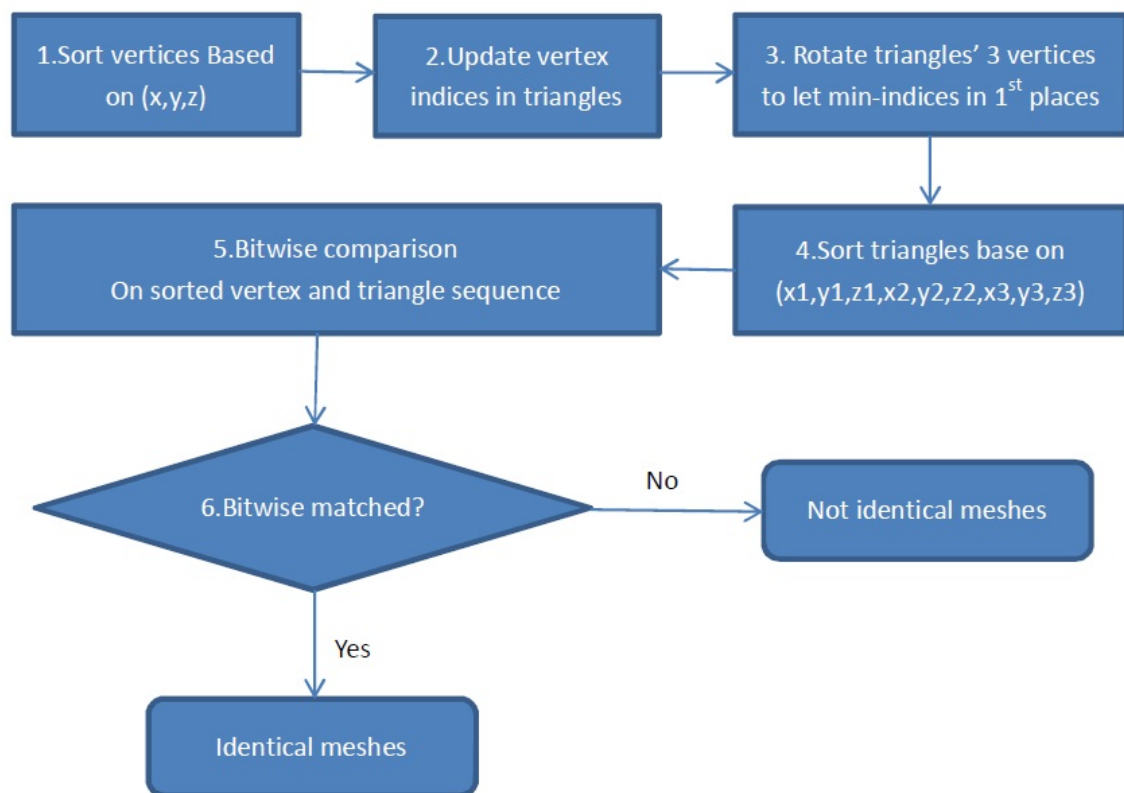 1.Sort vertices Based
on (x,y,z)
2.Update vertex
indices in triangles
3. Rotate triangles’ 3 vertices
to let min-indices in 1st places
4.Sort triangles base on
(x1,y1,z1,x2,y2,z2,x3,y3,z3)
5.Bitwise comparison
On sorted vertex and triangle sequence
6.Bitwise matched?
No
Not identical meshes
Yes
Identical meshes